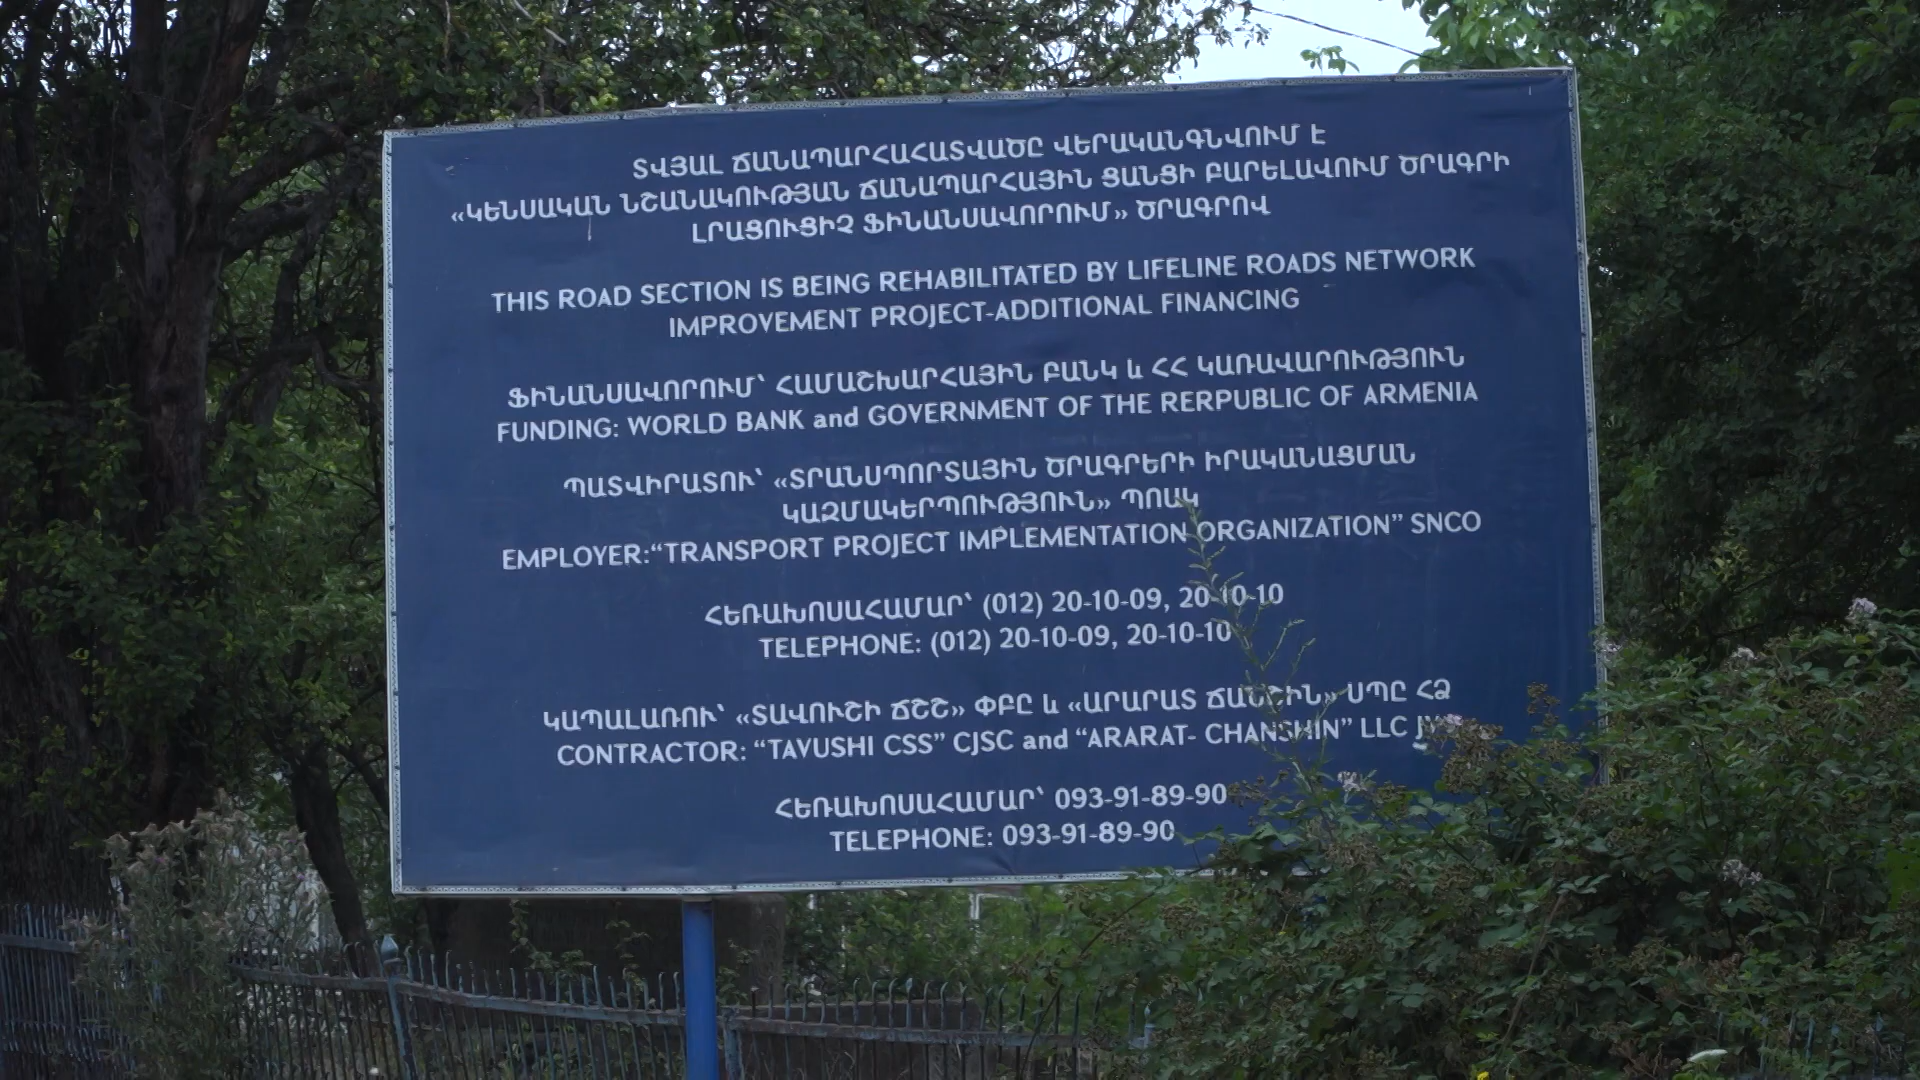 ՏՎՅԱԼ ՃԱՆԱՊԱՐՀԱՀԱՏՎԱԾԸ ՎԵՐԱԿԱՆԳՆՎՈՒՄ Է
«ԿԵՆՍԱԿԱՆ ՆՇԱՆԱԿՈՒԹՅԱՆ ՃԱՆԱՊԱՐՀԱՅԻՆ ՑԱՆՑԻ ԲԱՐԵԼԱՎՈՒՄ ԾՐԱԳՐԻ
ԼՐԱՑՈՒՑԻՉ ՖԻՆԱՆՍԱՎՈՐՈՒՄ» ԾՐԱԳՐՈՎ
THIS ROAD SECTION IS BEING REHABILITATED BY LIFELINE ROADS NETWORK
IMPROVEMENT PROJECT-ADDITIONAL FINANCING
ՖԻՆԱՆՍԱՎՈՐՈՒՄ՝ ՀԱՄԱՇԽԱՐՀԱՅԻՆ ԲԱՆԿ և ՀՀ ԿԱՌԱՎԱՐՈՒԹՅՈՒՆ
FUNDING: WORLD BANK and GOVERNMENT OF THE RERPUBLIC OF ARMENIA
ՊԱՏՎԻՐԱՏՈՒ՝ «ՏՐԱՆՍՊՈՐՏԱՅԻՆ ԾՐԱԳՐԵՐԻ ԻՐԱԿԱՆԱՑՄԱՆ
ԿԱԶՄԱԿԵՐՊՈՒԹՅՈՒՆ» ՊՈԱԿ
EMPLOYER:“TRANSPORT PROJECT IMPLEMENTATION ORGANIZATION” SNCO
ՀԵՌԱԽՈՍԱՀԱՄԱՐ՝ (012) 20-10-09, 20-10-10
TELEPHONE: (012) 20-10-09, 20-10-10
ԿԱՊԱԼԱՌՈՒ՝ «ՏԱՎՈՒՇԻ ՃՇՇ» ՓԲԸ և «ԱՐԱՐԱՏ ՃԱՆՇԻՆ» ՍՊԸ ՀՁ
CONTRACTOR: “TAVUSHI CSS” CJSC and “ARARAT- CHANSHIN” LLC
ՀԵՌԱԽՈՍԱՀԱՄԱՐ՝ 093-91-89-90
TELEPHONE: 093-91-89-90